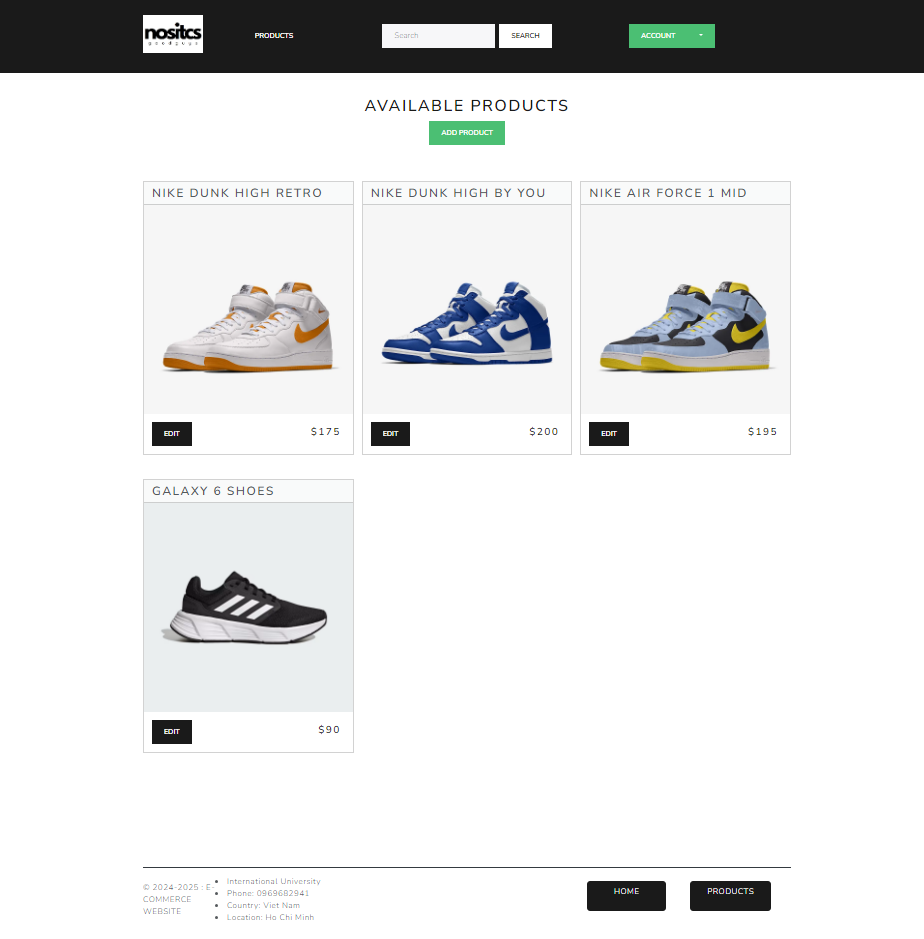 nositcs
goodguys
PRODUCTS
Search
SEARCH
ACCOUNT
AVAILABLE PRODUCTS
ADD PRODUCT
NIKE DUNK HIGH RETRO
NIKE DUNK HIGH BY YOU
NIKE AIR FORCE 1 MID
EDIT
$175
EDIT
$200
EDIT
$195
GALAXY 6 SHOES
EDIT
$90
© 2024-2025 : E-
COMMERCE
WEBSITE
International University
Phone: 0969682941
Country: Viet Nam
Location: Ho Chi Minh
HOME
PRODUCTS